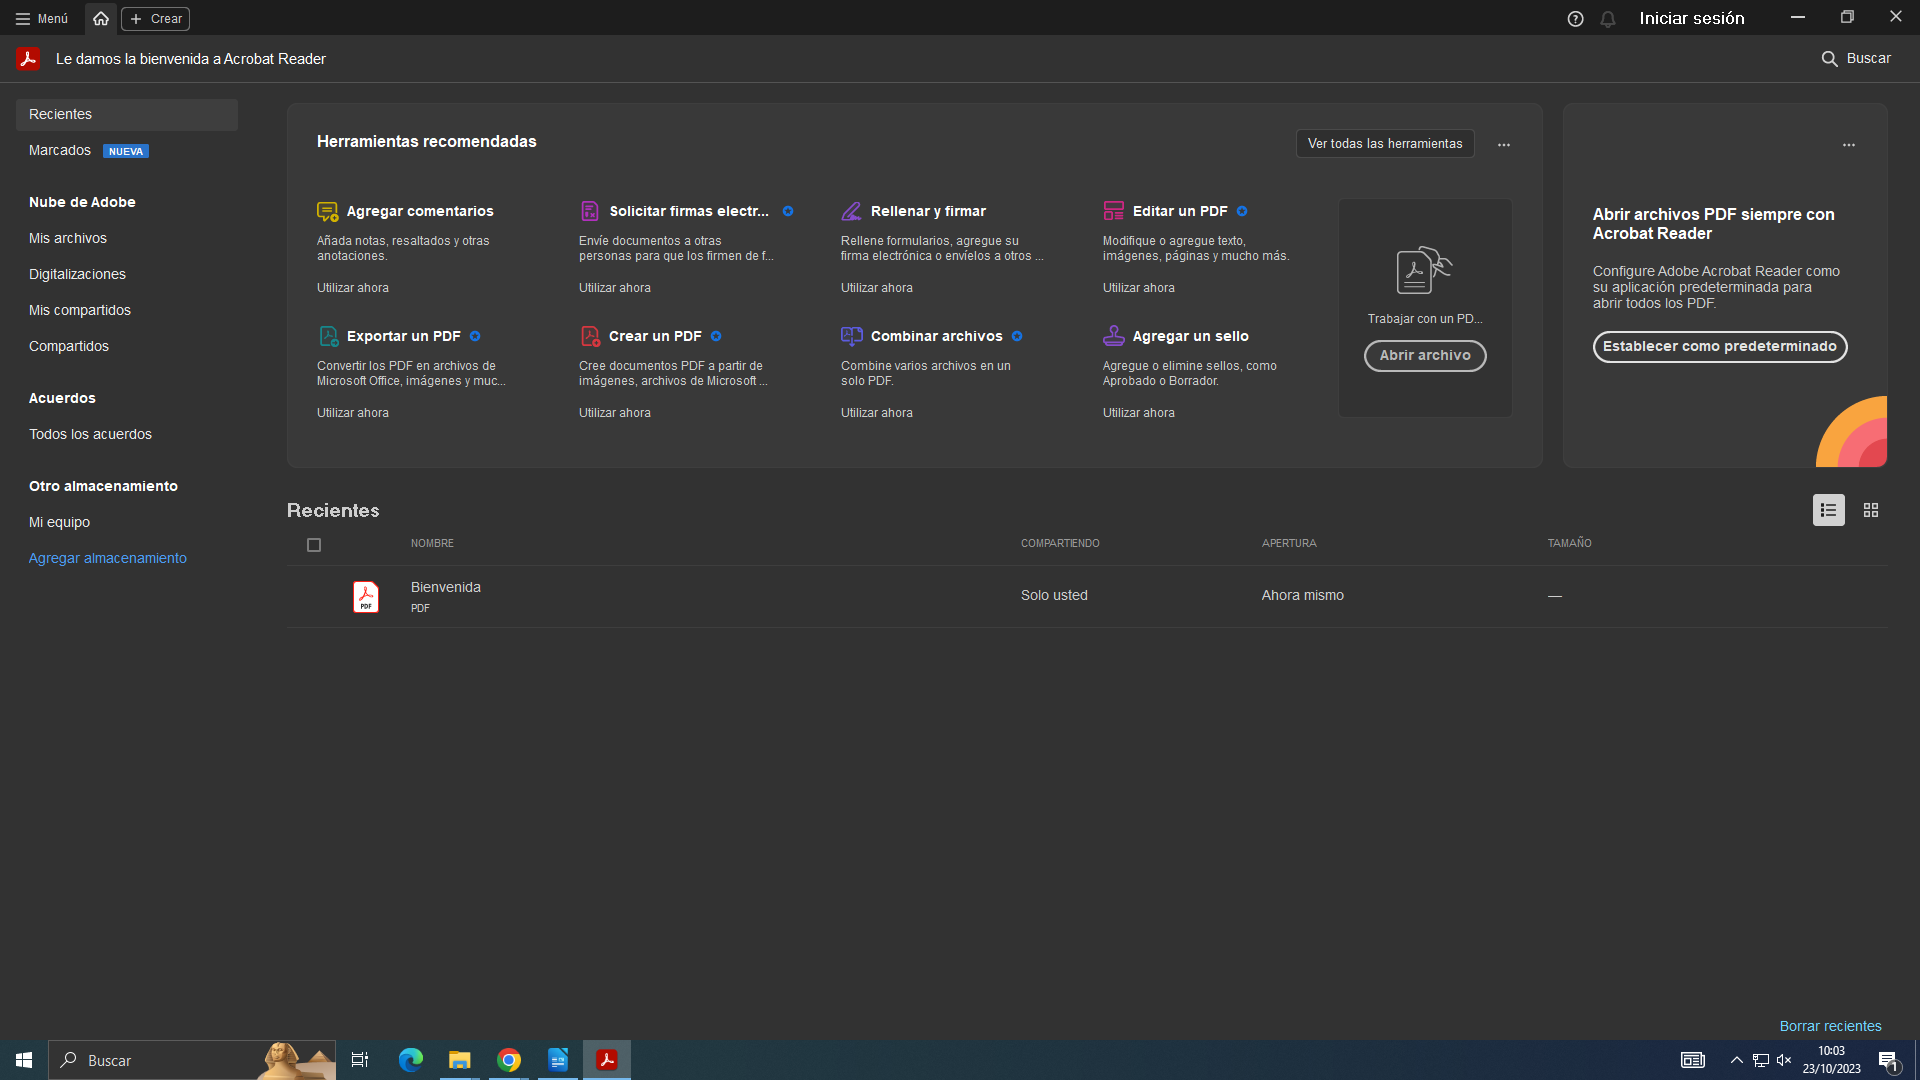 Menú
Crear
Iniciar sesión
Le damos la bienvenida a Acrobat Reader
Buscar
Recientes
Marcados NUEVA
Nube de Adobe
Mis archivos
Digitalizaciones
Mis compartidos
Compartidos
Acuerdos
Todos los acuerdos
Otro almacenamiento
Mi equipo
Agregar almacenamiento
Herramientas recomendadas
Ver todas las herramientas
Agregar comentarios
Añada notas, resaltados y otras
anotaciones.
Utilizar ahora
Solicitar firmas electr...
Envíe documentos a otras
personas para que los firmen de f...
Utilizar ahora
Rellenar y firmar
Rellene formularios, agregue su
firma electrónica o envíelos a otros ...
Utilizar ahora
Editar un PDF
Modifique o agregue texto,
imágenes, páginas y mucho más.
Utilizar ahora
Exportar un PDF
Convertir los PDF en archivos de
Microsoft Office, imágenes y muc...
Utilizar ahora
Crear un PDF
Cree documentos PDF a partir de
imágenes, archivos de Microsoft ...
Utilizar ahora
Combinar archivos
Combine varios archivos en un
solo PDF.
Utilizar ahora
Agregar un sello
Agregue o elimine sellos, como
Aprobado o Borrador.
Utilizar ahora
Trabajar con un PD...
Abrir archivo
Abrir archivos PDF siempre con
Acrobat Reader
Configure Adobe Acrobat Reader como
su aplicación predeterminada para
abrir todos los PDF.
Establecer como predeterminado
Recientes
NOMBRE COMPARTIENDO APERTURA TAMAÑO
PDF
Bienvenida
PDF
Solo usted Ahora mismo —
Borrar recientes
Buscar
10:03
23/10/2023
1